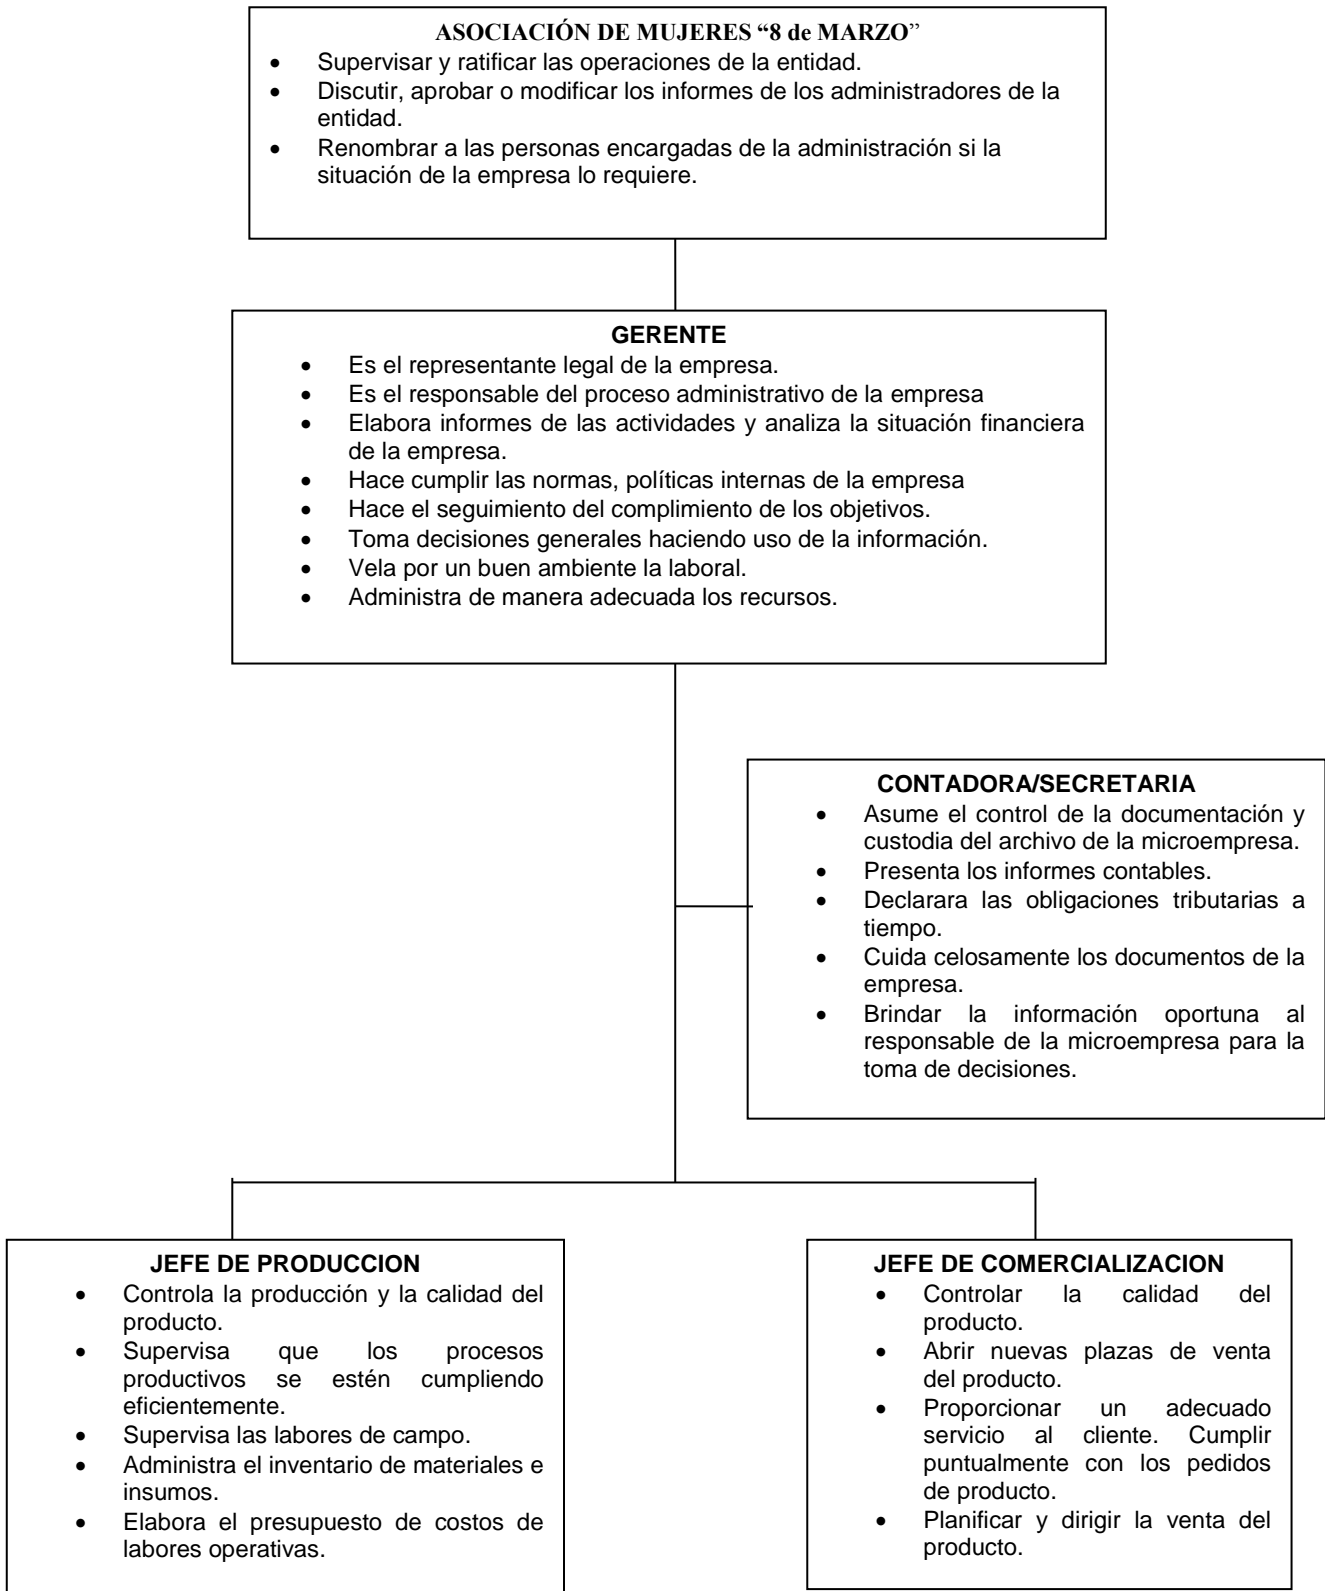 ASOCIACIÓN DE MUJERES “8 de MARZO”
• Supervisar y ratificar las operaciones de la entidad.
• Discutir, aprobar o modificar los informes de los administradores de la
entidad.
• Renombrar a las personas encargadas de la administración si la
situación de la empresa lo requiere.
GERENTE
• Es el representante legal de la empresa.
• Es el responsable del proceso administrativo de la empresa
• Elabora informes de las actividades y analiza la situación financiera
de la empresa.
• Hace cumplir las normas, políticas internas de la empresa
• Hace el seguimiento del complimiento de los objetivos.
• Toma decisiones generales haciendo uso de la información.
• Vela por un buen ambiente la laboral.
• Administra de manera adecuada los recursos.
CONTADORA/SECRETARIA
• Asume el control de la documentación y
custodia del archivo de la microempresa.
• Presenta los informes contables.
• Declarara las obligaciones tributarias a
tiempo.
• Cuida celosamente los documentos de la
empresa.
• Brindar la información oportuna al
responsable de la microempresa para la
toma de decisiones.
JEFE DE PRODUCCION
• Controla la producción y la calidad del
producto.
• Supervisa que los procesos
productivos se estén cumpliendo
eficientemente.
• Supervisa las labores de campo.
• Administra el inventario de materiales e
insumos.
• Elabora el presupuesto de costos de
labores operativas.
JEFE DE COMERCIALIZACION
• Controlar la calidad del
producto.
• Abrir nuevas plazas de venta
del producto.
• Proporcionar un adecuado
servicio al cliente. Cumplir
puntualmente con los pedidos
de producto.
• Planificar y dirigir la venta del
producto.